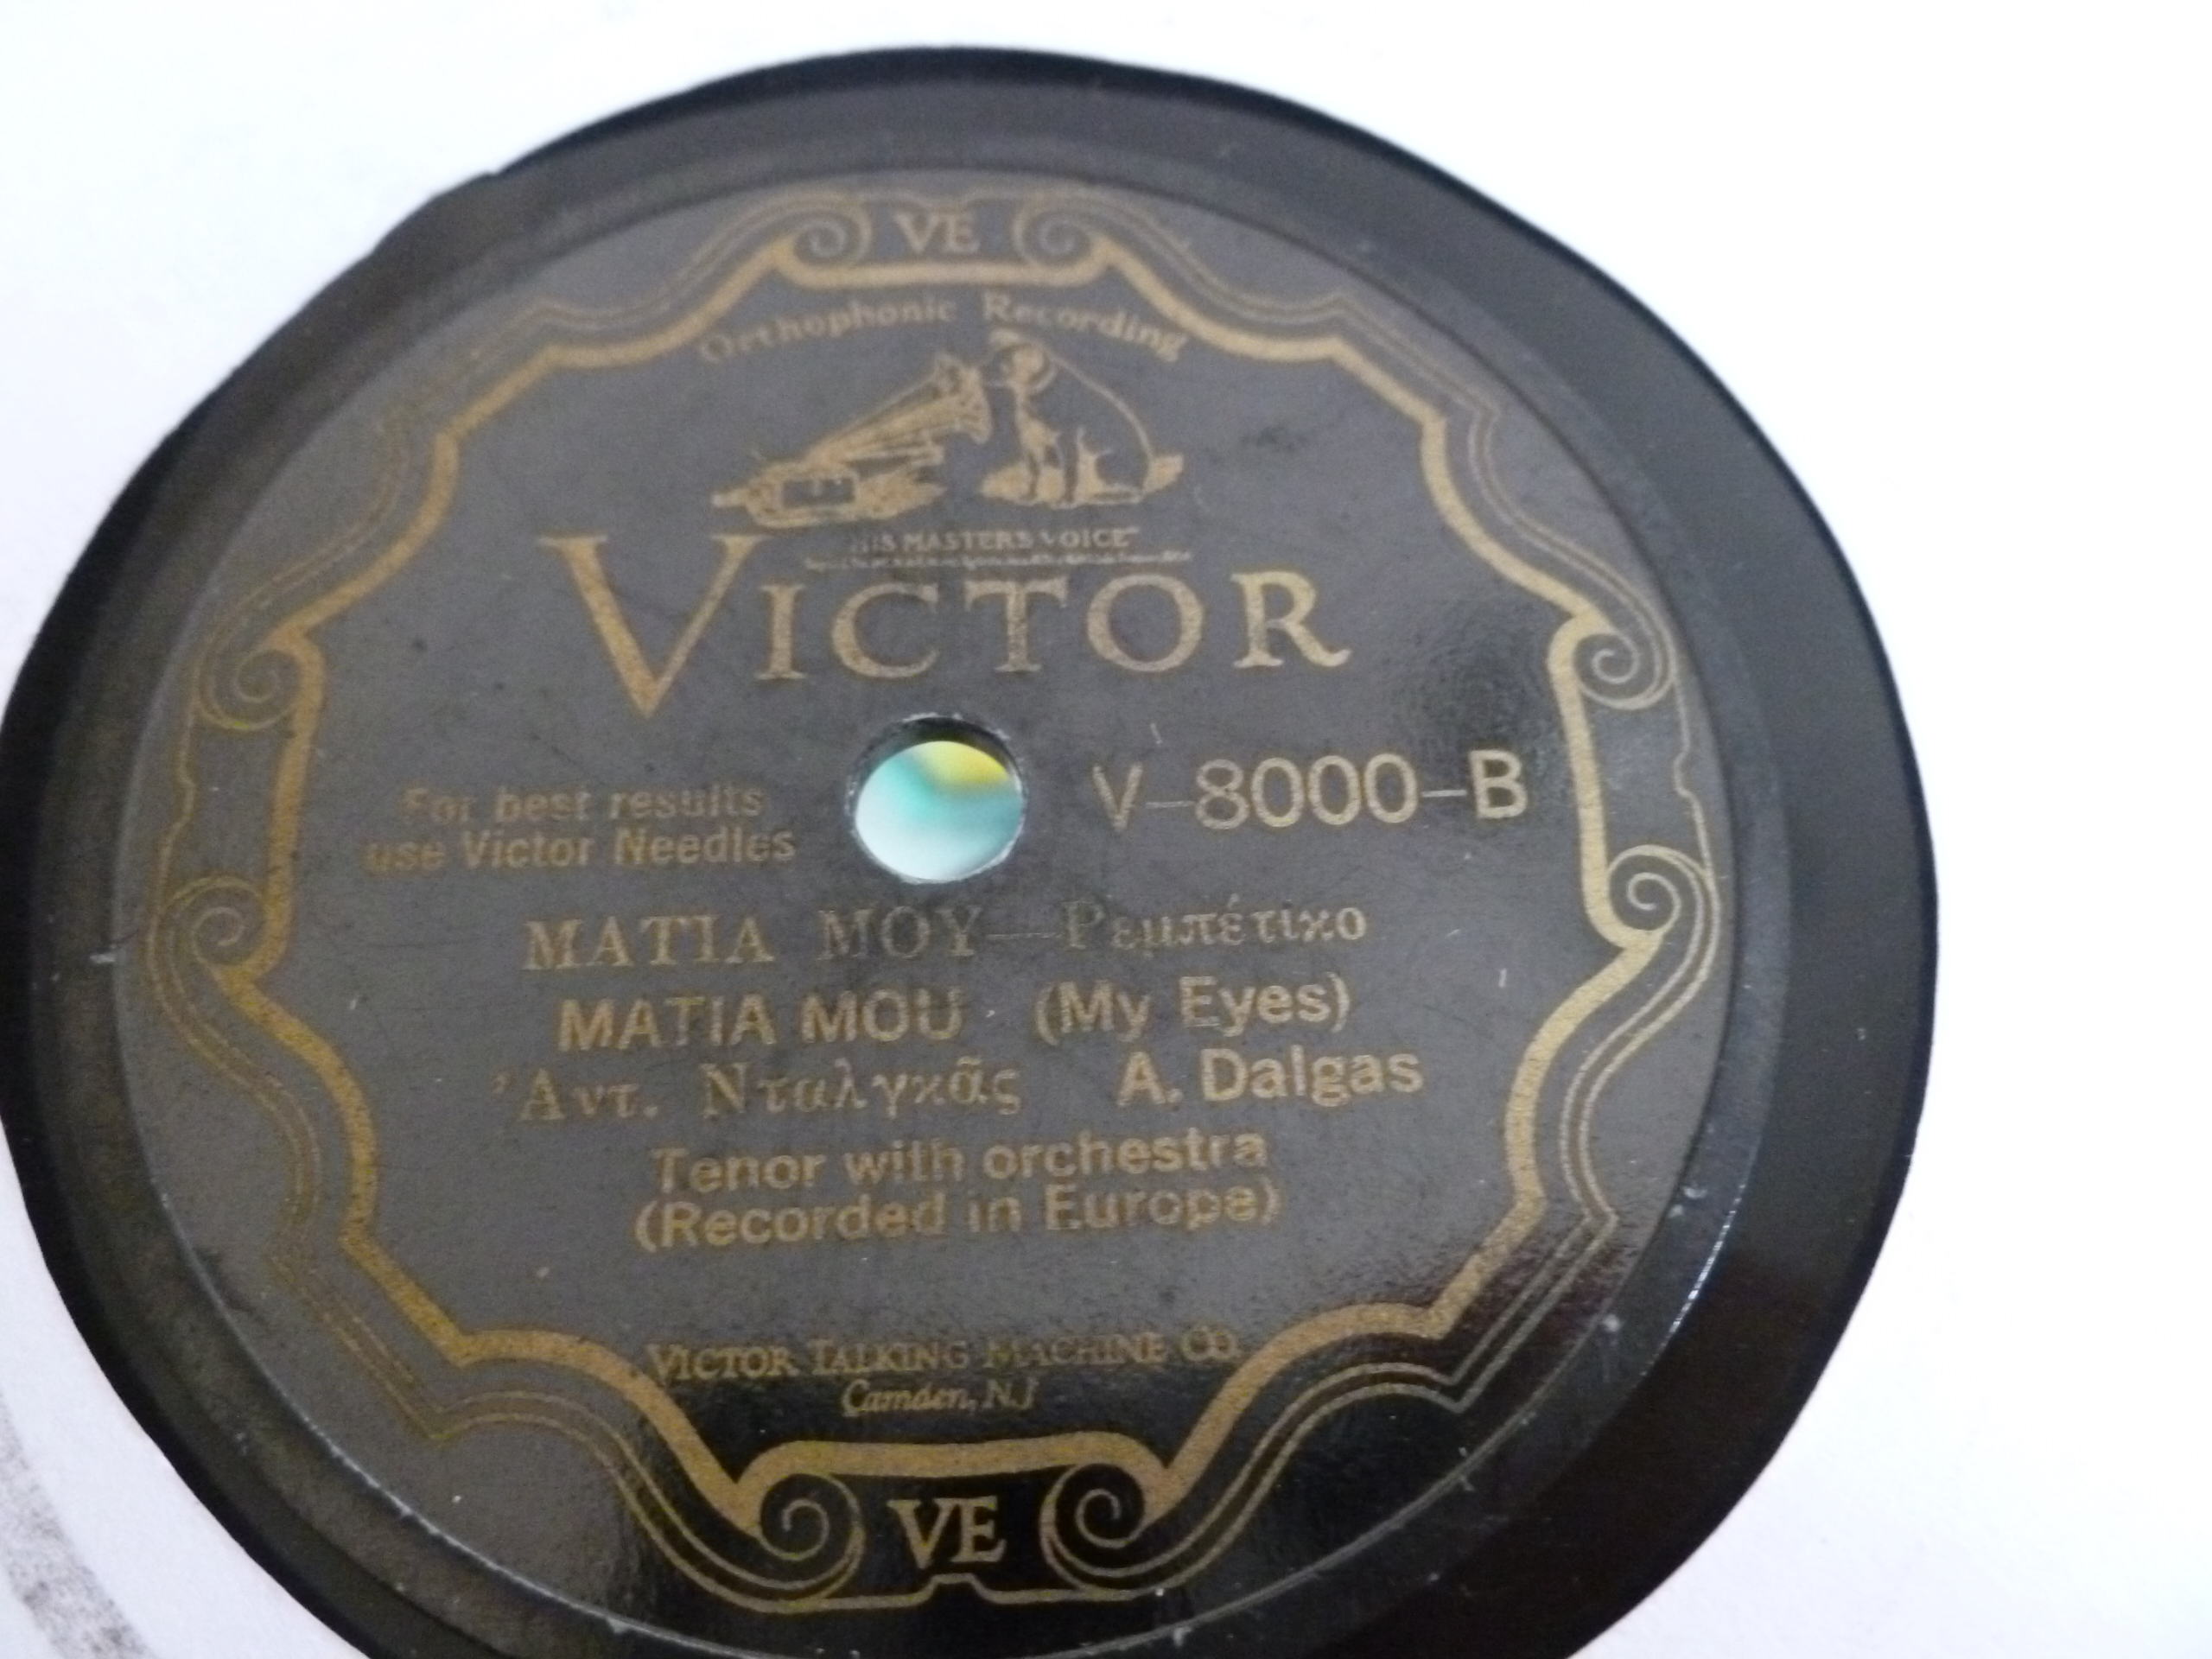 VE
Orthophonic Recording
"HIS MASTER'S VOICE"
VICTOR
For best results
use Victor Needles
V-8000-B
ΜΑΤΙΑ ΜΟΥ—Ρεμπέτικο
MATIA MOU (My Eyes)
Ἀντ. Νταλγκᾶς A. Dalgas
Tenor with orchestra
(Recorded in Europe)
VICTOR TALKING MACHINE CO.
Camden, N.J.
VE